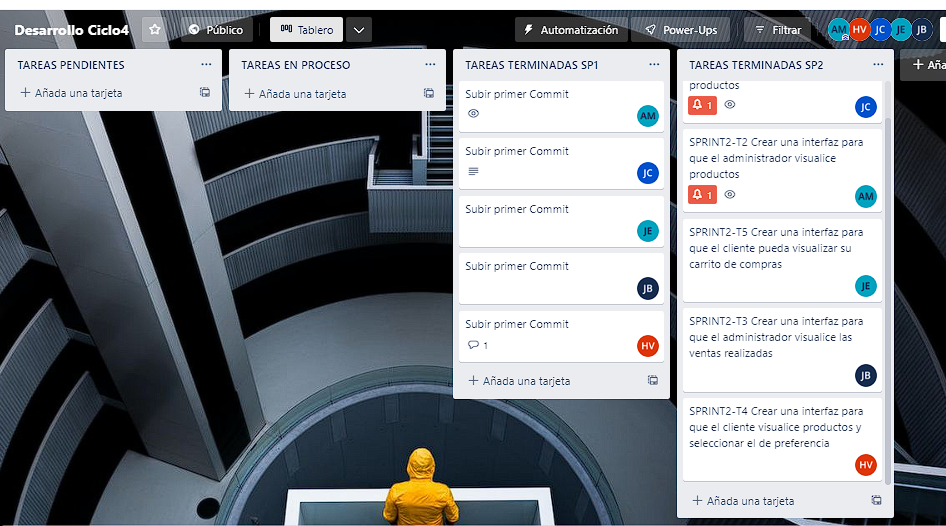 Desarrollo Ciclo4
Público
Tablero
Automatización
Power-Ups
Filtrar
AM
HV
JC
JE
JB
TAREAS PENDIENTES
Añada una tarjeta
TAREAS EN PROCESO
Añada una tarjeta
TAREAS TERMINADAS SP1
Subir primer Commit
AM
Subir primer Commit
JC
Subir primer Commit
JE
Subir primer Commit
JB
Subir primer Commit
1
HV
Añada una tarjeta
TAREAS TERMINADAS SP2
productos
1
JC
SPRINT2-T2 Crear una interfaz para
que el administrador visualice
productos
1
AM
SPRINT2-T5 Crear una interfaz para
que el cliente pueda visualizar su
carrito de compras
JE
SPRINT2-T3 Crear una interfaz para
que el administrador visualice las
ventas realizadas
JB
SPRINT2-T4 Crear una interfaz para
que el cliente visualice productos y
seleccionar el de preferencia
HV
Añada una tarjeta
Aña